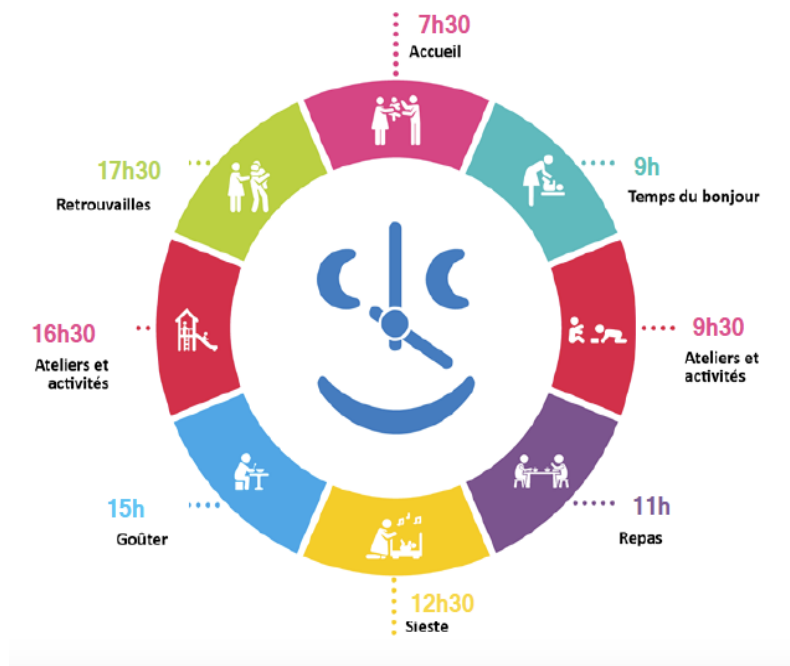 7h30
Accueil
9h
Temps du bonjour
9h30
Ateliers et
activités
11h
Repas
12h30
Sieste
15h
Goûter
16h30
Ateliers et
activités
17h30
Retrouvailles